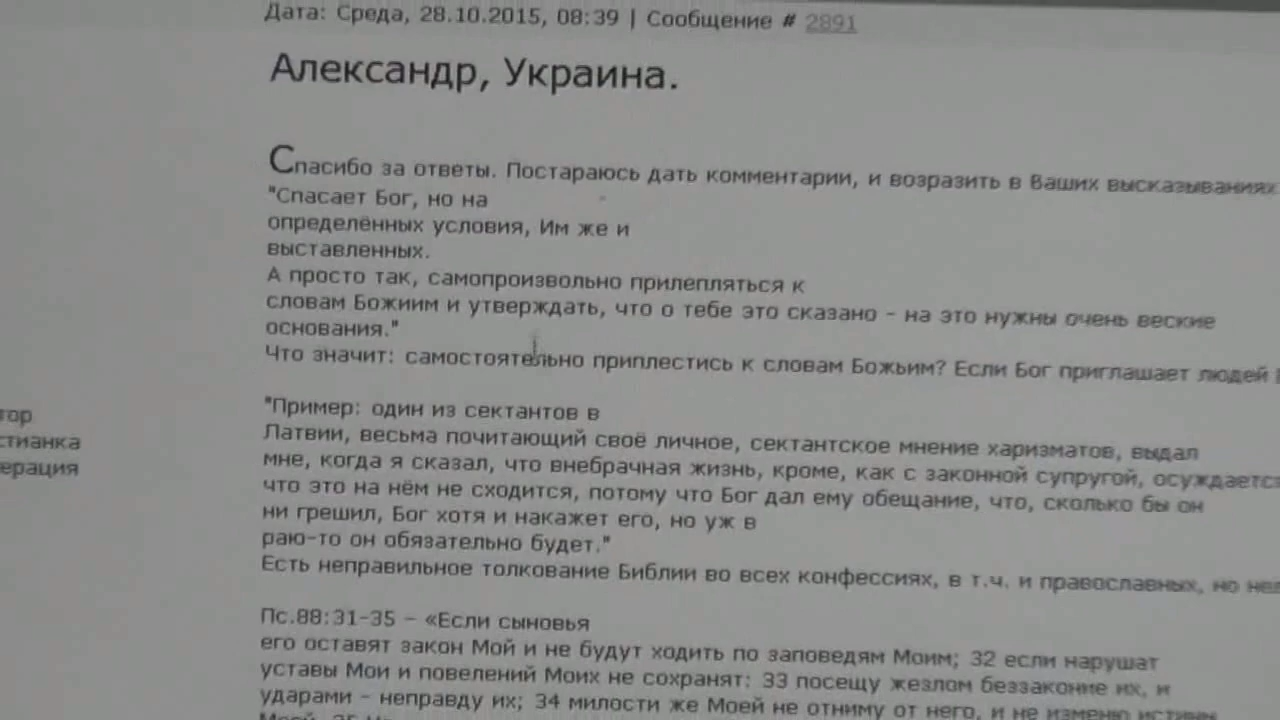 Дата: Среда, 28.10.2015, 08:39 | Сообщение # 2891
Александр, Украина.
Спасибо за ответы. Постараюсь дать комментарии, и возразить в Ваших высказываниях
"Спасает Бог, но на
определённых условия, Им же и
выставленных.
А просто так, самопроизвольно прилепляться к
словам Божиим и утверждать, что о тебе это сказано - на это нужны очень веские
основания."
Что значит: самостоятельно приплестись к словам Божьим? Если Бог приглашает людей
"Пример: один из сектантов в
Латвии, весьма почитающий своё личное, сектантское мнение харизматов, выдал
мне, когда я сказал, что внебрачная жизнь, кроме, как с законной супругой, осуждается
что это на нём не сходится, потому что Бог дал ему обещание, что, сколько бы он
ни грешил, Бог хотя и накажет его, но уж в
раю-то он обязательно будет."
Есть неправильное толкование Библии во всех конфессиях, в т.ч. и православных, но
тор
стианка
ерация
Пс.88:31-35 - «Если сыновья
его оставят закон Мой и не будут ходить по заповедям Моим; 32 если нарушат
уставы Мои и повелений Моих не сохранят: 33 посещу жезлом беззаконие их, и
ударами - неправду их; 34 милости же Моей не отниму от него, и не изменю истины